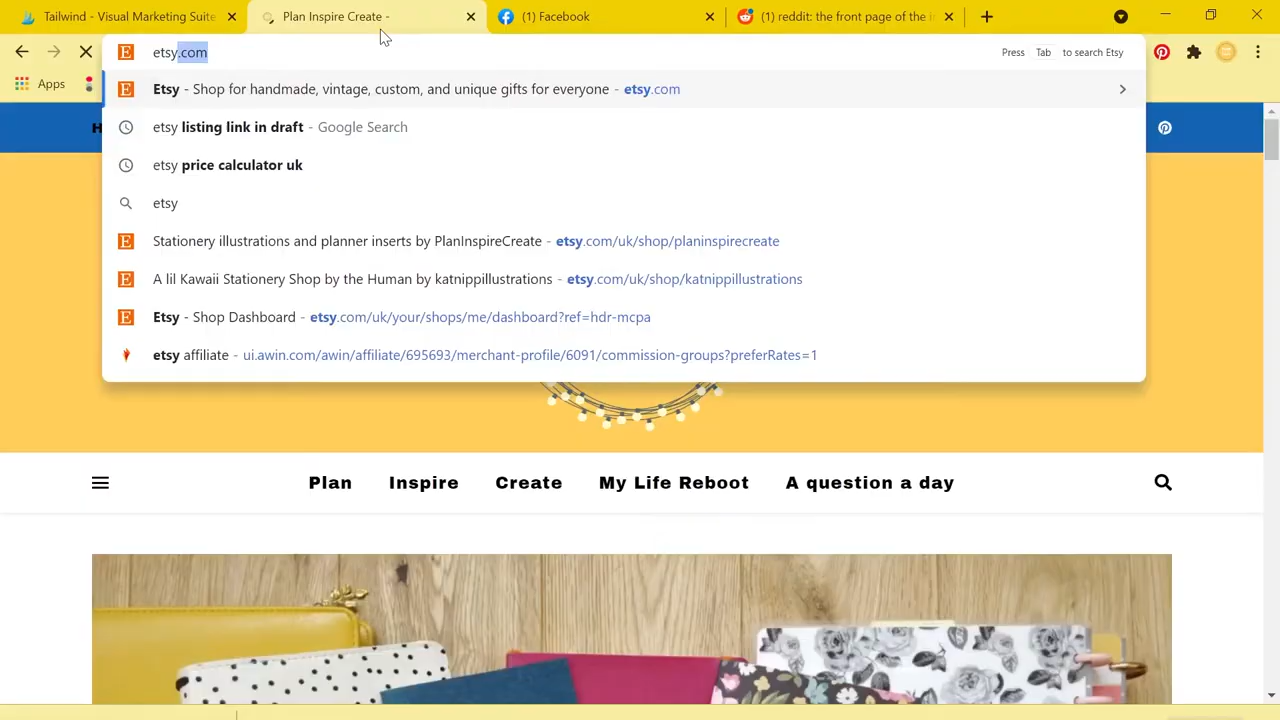 Tailwind - Visual Marketing Suite
Plan Inspire Create -
(1) Facebook
(1) reddit: the front page of the in
etsy.com
Press Tab to search Etsy
Etsy - Shop for handmade, vintage, custom, and unique gifts for everyone - etsy.com
Apps
etsy listing link in draft - Google Search
H
etsy price calculator uk
etsy
Stationery illustrations and planner inserts by PlanInspireCreate - etsy.com/uk/shop/planinspirecreate
A lil Kawaii Stationery Shop by the Human by katnippillustrations - etsy.com/uk/shop/katnippillustrations
Etsy - Shop Dashboard - etsy.com/uk/your/shops/me/dashboard?ref=hdr-mcpa
etsy affiliate - ui.awin.com/awin/affiliate/695693/merchant-profile/6091/commission-groups?preferRates=1
Plan Inspire Create My Life Reboot A question a day